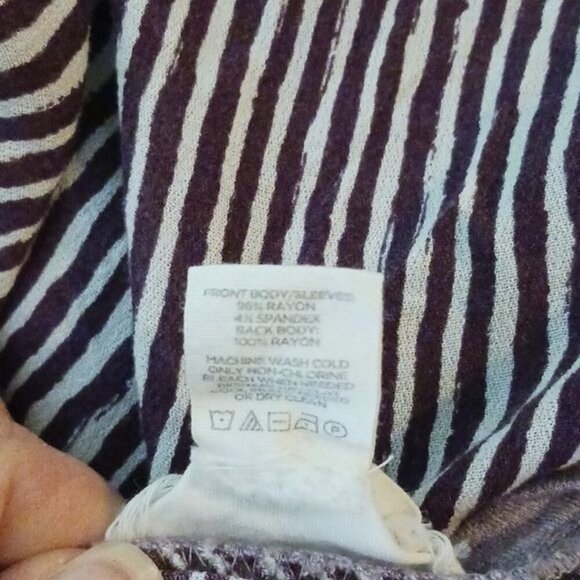 FRONT BODY/SLEEVES:
96% RAYON
4% SPANDEX
BACK BODY:
100% RAYON
MACHINE WASH COLD
ONLY NON-CHLORINE
BLEACH WHEN NEEDED
OR DRY CLEAN